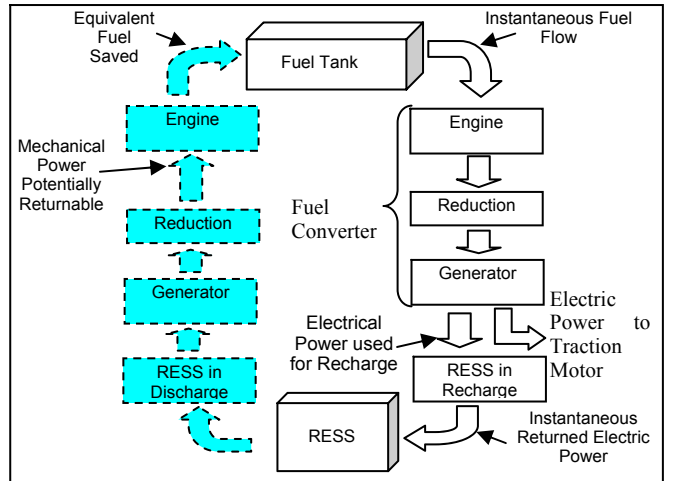 Equivalent
Fuel
Saved
Fuel Tank
Instantaneous Fuel
Flow
Engine
Mechanical
Power
Potentially
Returnable
Reduction
Generator
RESS in
Discharge
Engine
Reduction
Generator
Fuel
Converter
Electrical
Power used
for Recharge
Electric
Power to
Traction
Motor
RESS in
Recharge
RESS
Instantaneous
Returned Electric
Power